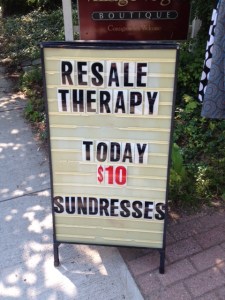 BOUTIQUE
RESALE
THERAPY
TODAY
$10
SUNDRESSES